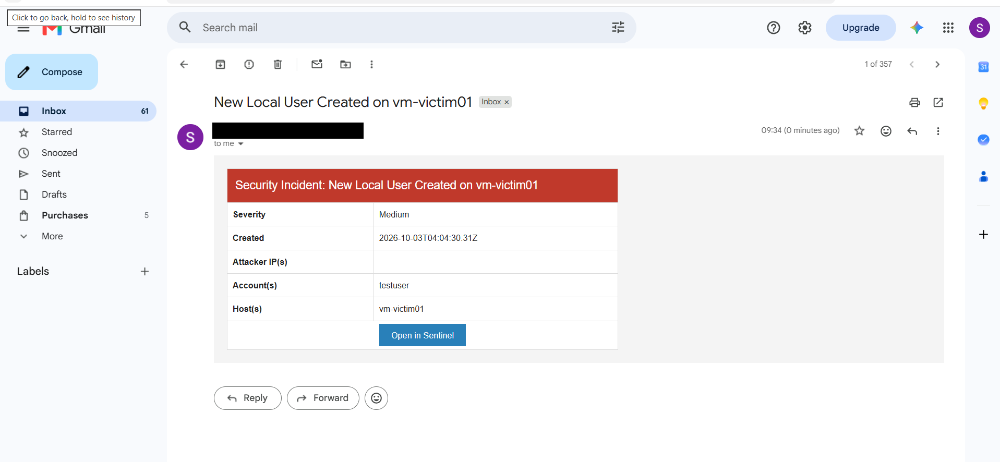 Click to go back, hold to see history
Gmail
Search mail
Upgrade
S
Compose
1 of 357
31
Inbox 61
Starred
Snoozed
Sent
Drafts
Purchases 5
More
Labels
New Local User Created on vm-victim01 Inbox ×
S
09:34 (0 minutes ago)
to me
Security Incident: New Local User Created on vm-victim01
Severity Medium
Created 2026-10-03T04:04:30.31Z
Attacker IP(s)
Account(s) testuser
Host(s) vm-victim01
Open in Sentinel
Reply Forward